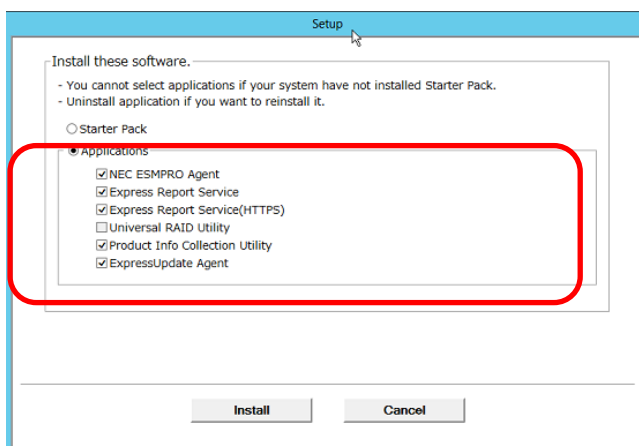 Setup
Install these software.
- You cannot select applications if your system have not installed Starter Pack.
- Uninstall application if you want to reinstall it.
Starter Pack
Applications
NEC ESMPRO Agent
Express Report Service
Express Report Service(HTTPS)
Universal RAID Utility
Product Info Collection Utility
ExpressUpdate Agent
Install Cancel